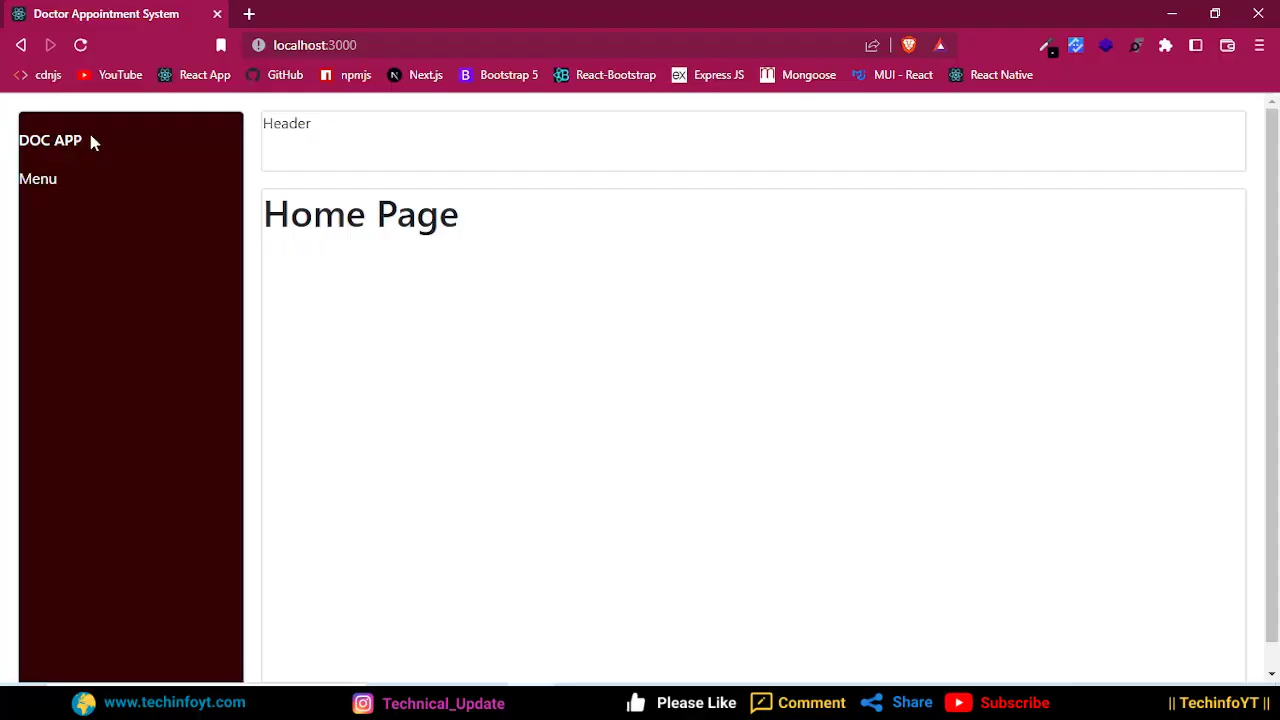 Doctor Appointment System
localhost:3000
cdnjs YouTube React App GitHub npmjs Next.js Bootstrap 5 React-Bootstrap Express JS Mongoose MUI - React React Native
DOC APP
Menu
Header
Home Page
www.techinfoyt.com Technical_Update Please Like Comment Share Subscribe || TechinfoYT ||